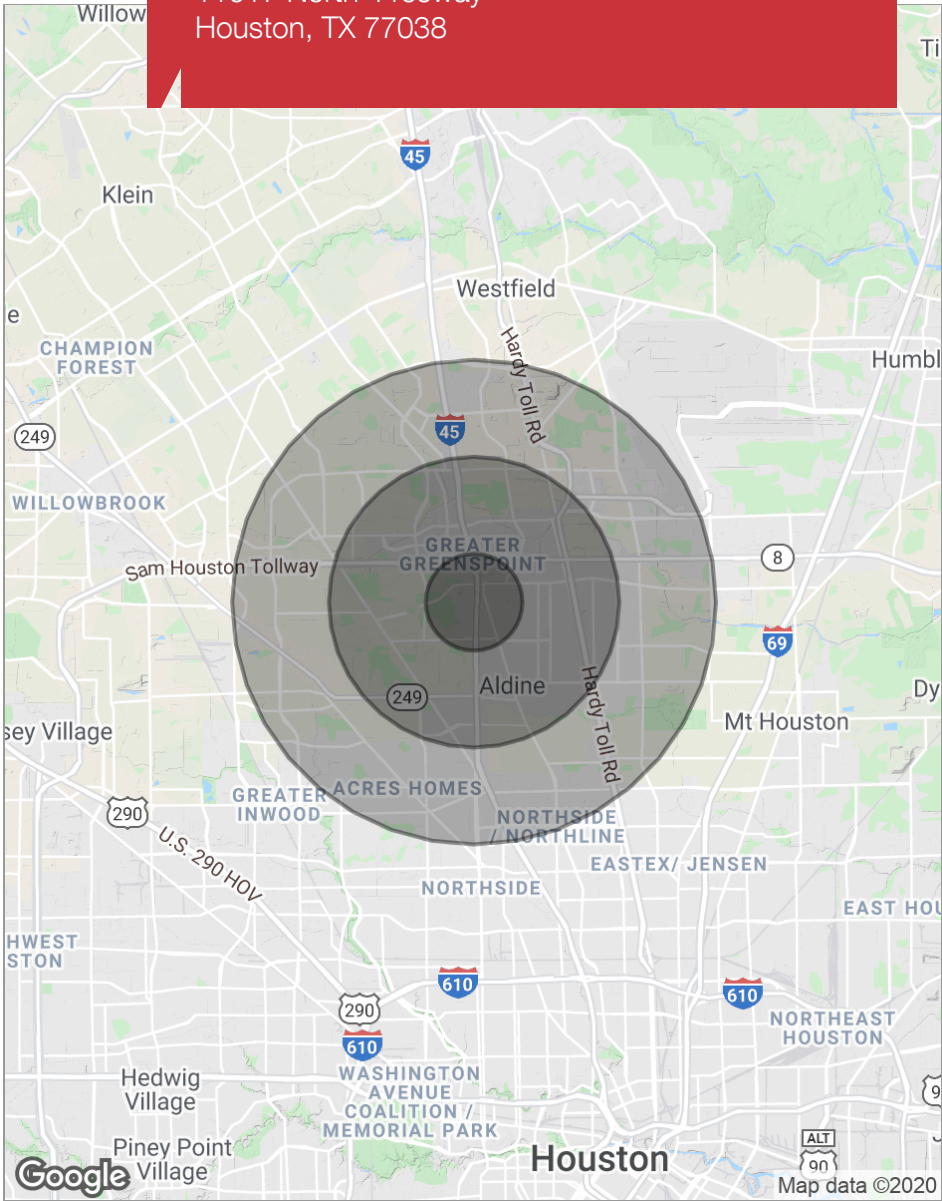 Houston, TX 77038
45
Klein
Westfield
CHAMPION
FOREST
Hardy Toll Rd
249
45
WILLOWBROOK
GREATER
GREENSPOINT
Sam Houston Tollway
8
69
249
Aldine
Hardy Toll Rd
Mt Houston
sey Village
290
GREATER
INWOOD
ACRES HOMES
NORTHSIDE
/ NORTHLINE
U.S. 290 HOV
EASTEX/ JENSEN
NORTHSIDE
EAST HOU
HWEST
STON
610
290
610
610
NORTHEAST
HOUSTON
Hedwig
Village
WASHINGTON
AVENUE
COALITION /
MEMORIAL PARK
Piney Point
Village
Houston
ALT
90
Google
Map data ©2020